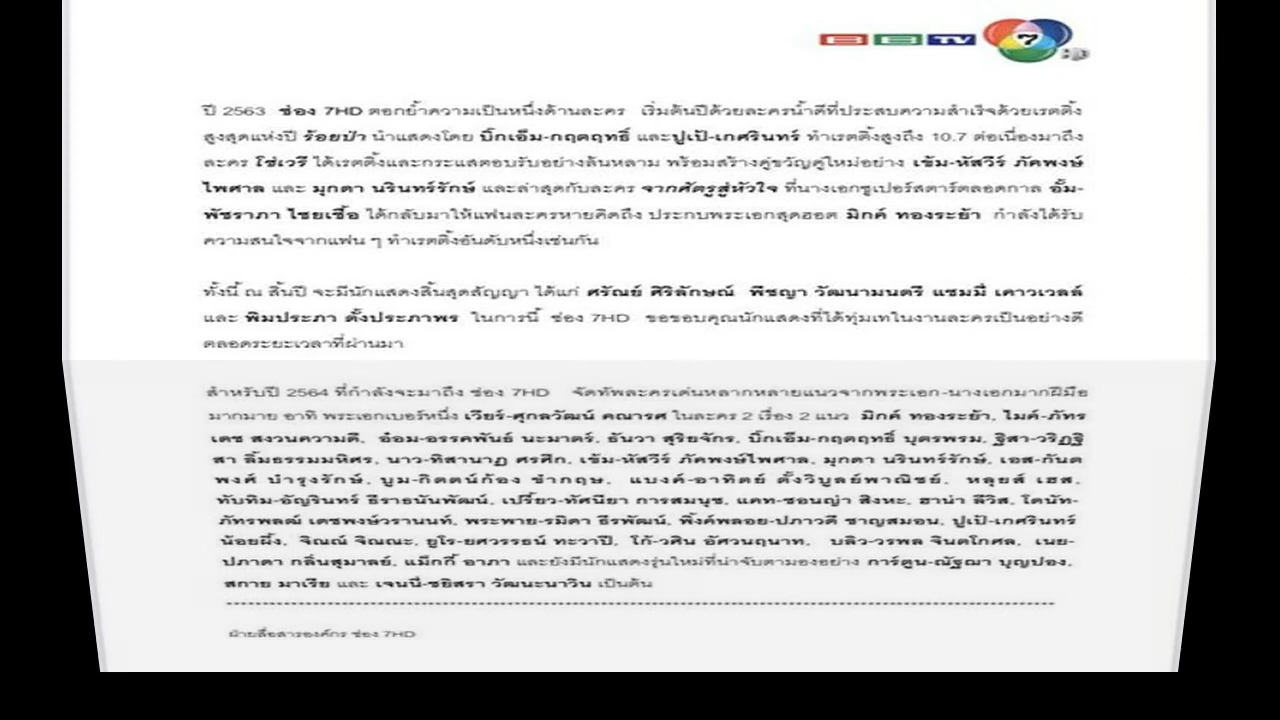 BBTV 7 HD
ปี 2563 ช่อง 7HD ตอกย้ำความเป็นหนึ่งด้านละคร เริ่มต้นปีด้วยละครน้ำดีที่ประสบความสำเร็จด้วยเรตติ้ง
สูงสุดแห่งปี ร้อยป่า นำแสดงโดย บิ๊กเอ็ม-กฤตฤทธิ์ และปูเป้-เกศรินทร์ ทำเรตติ้งสูงถึง 10.7 ต่อเนื่องมาถึง
ละคร โซ่เวรี ได้เรตติ้งและกระแสตอบรับอย่างล้นหลาม พร้อมสร้างคู่ขวัญคู่ใหม่อย่าง เข้ม-หัสวีร์ ภัคพงษ์
ไพศาล และ มุกดา นรินทร์รักษ์ และล่าสุดกับละคร จากศัตรูสู่หัวใจ ที่นางเอกซูเปอร์สตาร์ตลอดกาล อั้ม-
พัชราภา ไชยเชื้อ ได้กลับมาให้แฟนละครหายคิดถึง ประกบพระเอกสุดฮอต มิกค์ ทองระย้า กำลังได้รับ
ความสนใจจากแฟน ๆ ทำเรตติ้งอันดับหนึ่งเช่นกัน
ทั้งนี้ ณ สิ้นปี จะมีนักแสดงสิ้นสุดสัญญา ได้แก่ ศรัณย์ ศิริลักษณ์ พีชญา วัฒนามนตรี แซมมี่ เคาวเวลล์
และ พิมประภา ตั้งประภาพร ในการนี้ ช่อง 7HD ขอขอบคุณนักแสดงที่ได้ทุ่มเทในงานละครเป็นอย่างดี
ตลอดระยะเวลาที่ผ่านมา
สำหรับปี 2564 ที่กำลังจะมาถึง ช่อง 7HD จัดทัพละครเด่นหลากหลายแนวจากพระเอก-นางเอกมากฝีมือ
มากมาย อาทิ พระเอกเบอร์หนึ่ง เวียร์-ศุกลวัฒน์ คณารศ ในละคร 2 เรื่อง 2 แนว มิกค์ ทองระย้า, ไมค์-ภัทร
เดช สงวนความดี, อ๋อม-อรรคพันธ์ นะมาตร์, ธันวา สุริยจักร, บิ๊กเอ็ม-กฤตฤทธิ์ บุตรพรม, ฐิสา-วริฏฐิ
สา ลิ้มธรรมมหิศร, นาว-ทิสานาฏ ศรศึก, เข้ม-หัสวีร์ ภัคพงษ์ไพศาล, มุกดา นรินทร์รักษ์, เอส-กันต
พงศ์ บำรุงรักษ์, บูม-กิตตน์ก้อง ขำกฤษ, แบงค์-อาทิตย์ ตั้งวิบูลย์พาณิชย์, หลุยส์ เฮส,
ทับทิม-อัญรินทร์ ธีราธนันพัฒน์, เปรี้ยว-ทัศนียา การสมนุช, แคท-ซอนญ่า สิงหะ, ฮาน่า ลีวิส, โดนัท-
ภัทรพลฒ์ เดชพงษ์วรานนท์, พระพาย-รมิดา ธีรพัฒน์, พิ้งค์พลอย-ปภาวดี ชาญสมอน, ปูเป้-เกศรินทร์
น้อยผึ้ง, จิณณ์ จิณณะ, ยูโร-ยศวรรธน์ ทะวาปี, โก้-วศิน อัศวนฤนาท, บลิว-วรพล จินตโกศล, เนย-
ปภาดา กลิ่นสุมาลย์, แม็กกี้ อาภา และยังมีนักแสดงรุ่นใหม่ที่น่าจับตามองอย่าง การ์ตูน-ณัฐฌา บุญปอง,
สกาย มาเรีย และ เจนนี่-ชยิสรา วัฒนะนาวิน เป็นต้น
ฝ่ายสื่อสารองค์กร ช่อง 7HD